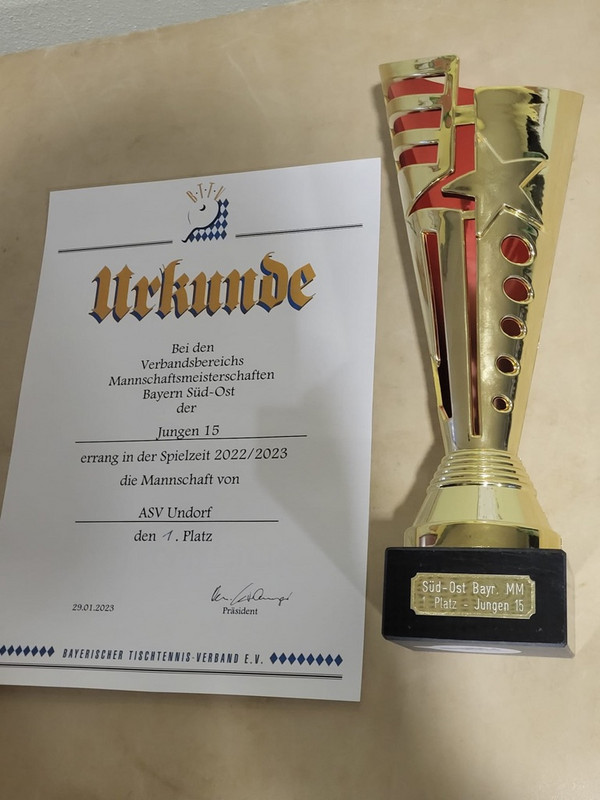 B·T·T·V
Urkunde
Bei den
Verbandsbereichs
Mannschaftsmeisterschaften
Bayern Süd-Ost
der
Jungen 15
errang in der Spielzeit 2022/2023
die Mannschaft von
ASV Undorf
den 1. Platz
29.01.2023
Präsident
BAYERISCHER TISCHTENNIS-VERBAND E.V.
Süd-Ost Bayr. MM
1 Platz - Jungen 15